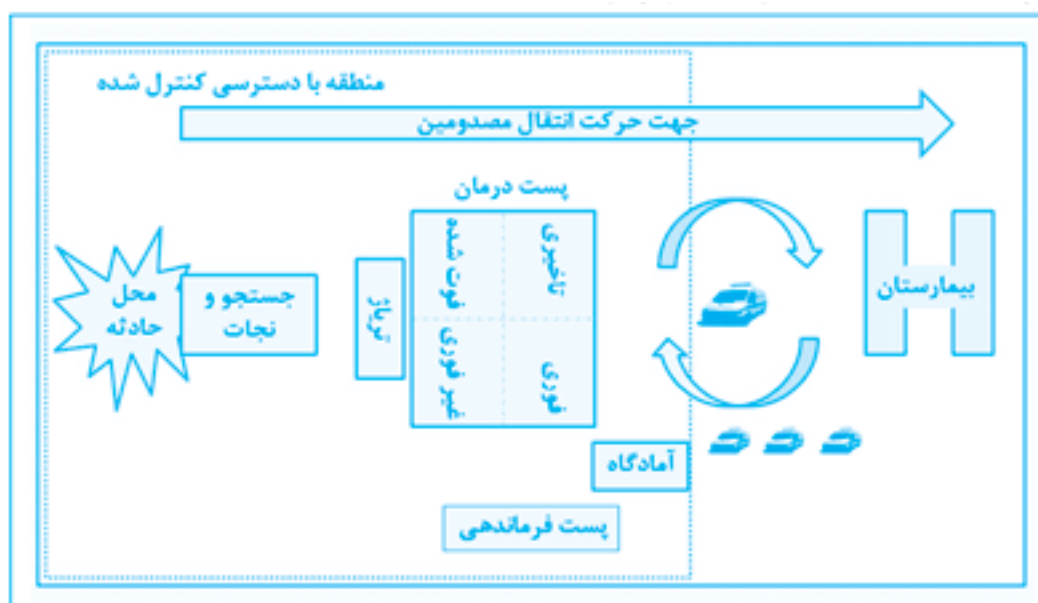 منطقه با دسترسی کنترل شده
جهت حرکت انتقال مصدومین
پست درمان
محل
حادثه
جستجو و
نجات
تریاژ
فوت شده
تاخیری
غیر فوری
فوری
بیمارستان
آمادگاه
پست فرماندهی